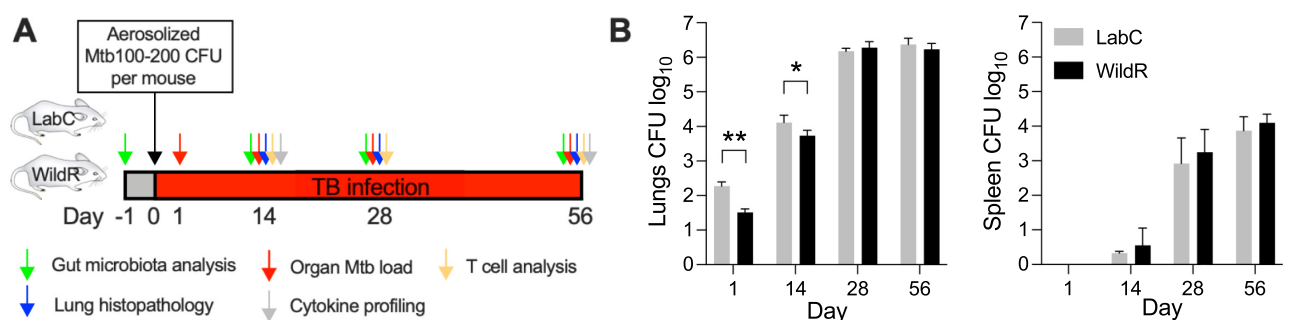 A
Aerosolized
Mtb100-200 CFU
per mouse
LabC
WildR
TB infection
Day -1 0 1 14 28 56
Gut microbiota analysis
Organ Mtb load
T cell analysis
Lung histopathology
Cytokine profiling
B
Lungs CFU log10
7
6
5
4
3
2
1
0
**
*
1 14 28 56
Day
Spleen CFU log10
7
6
5
4
3
2
1
0
LabC
WildR
1 14 28 56
Day